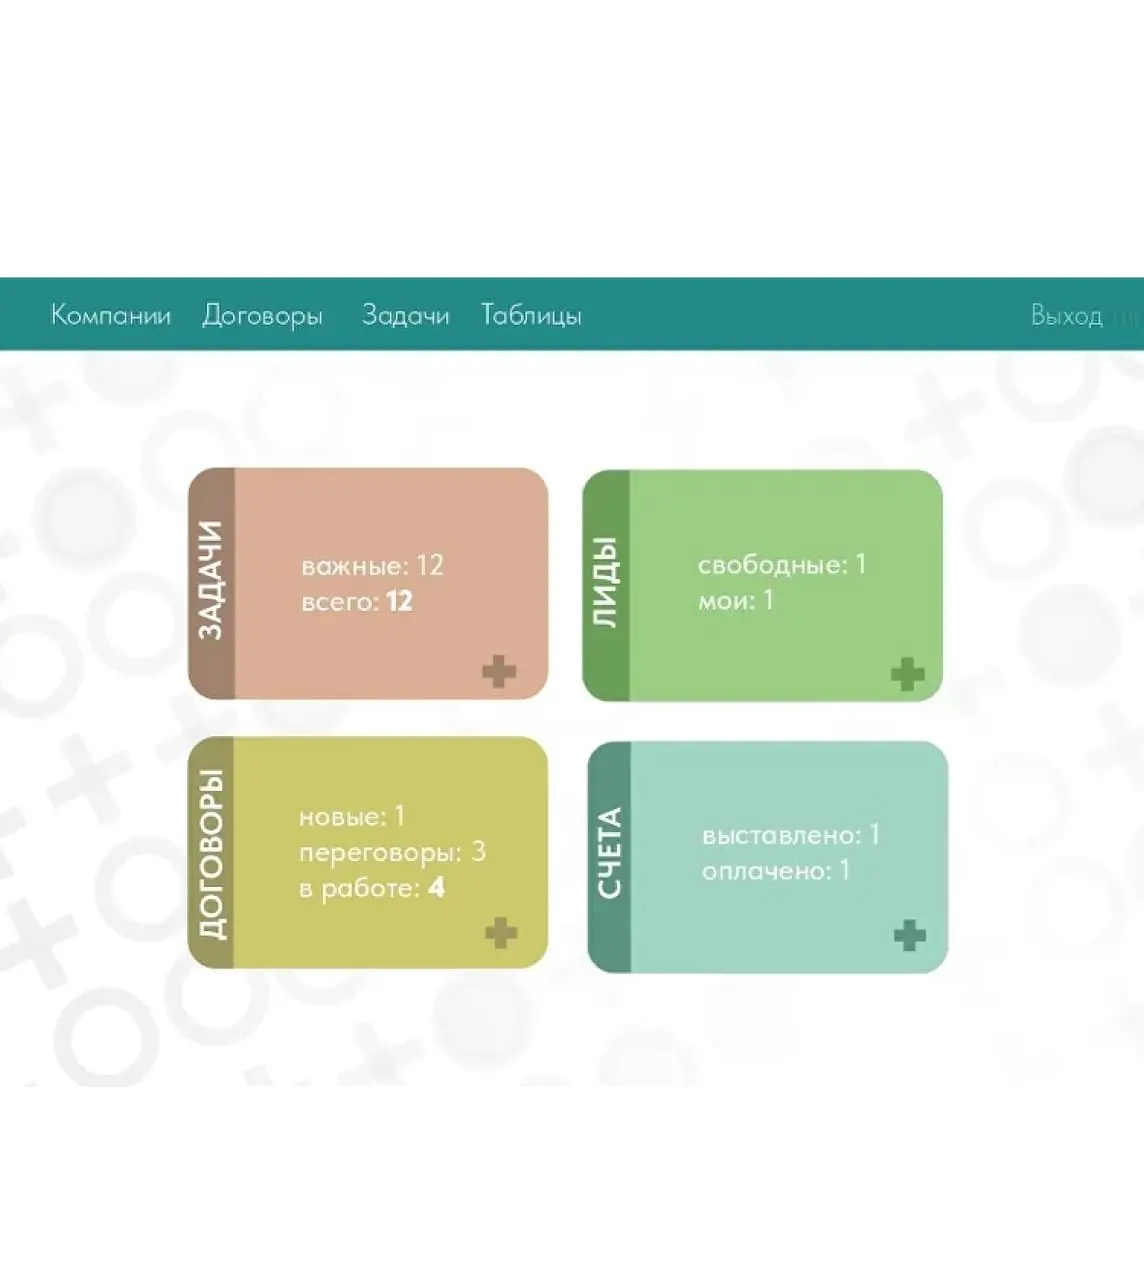 Компании Договоры Задачи Таблицы Выход
ЗАДАЧИ
важные: 12
всего: 12
ЛИДЫ
свободные: 1
мои: 1
ДОГОВОРЫ
новые: 1
переговоры: 3
в работе: 4
СЧЕТА
выставлено: 1
оплачено: 1